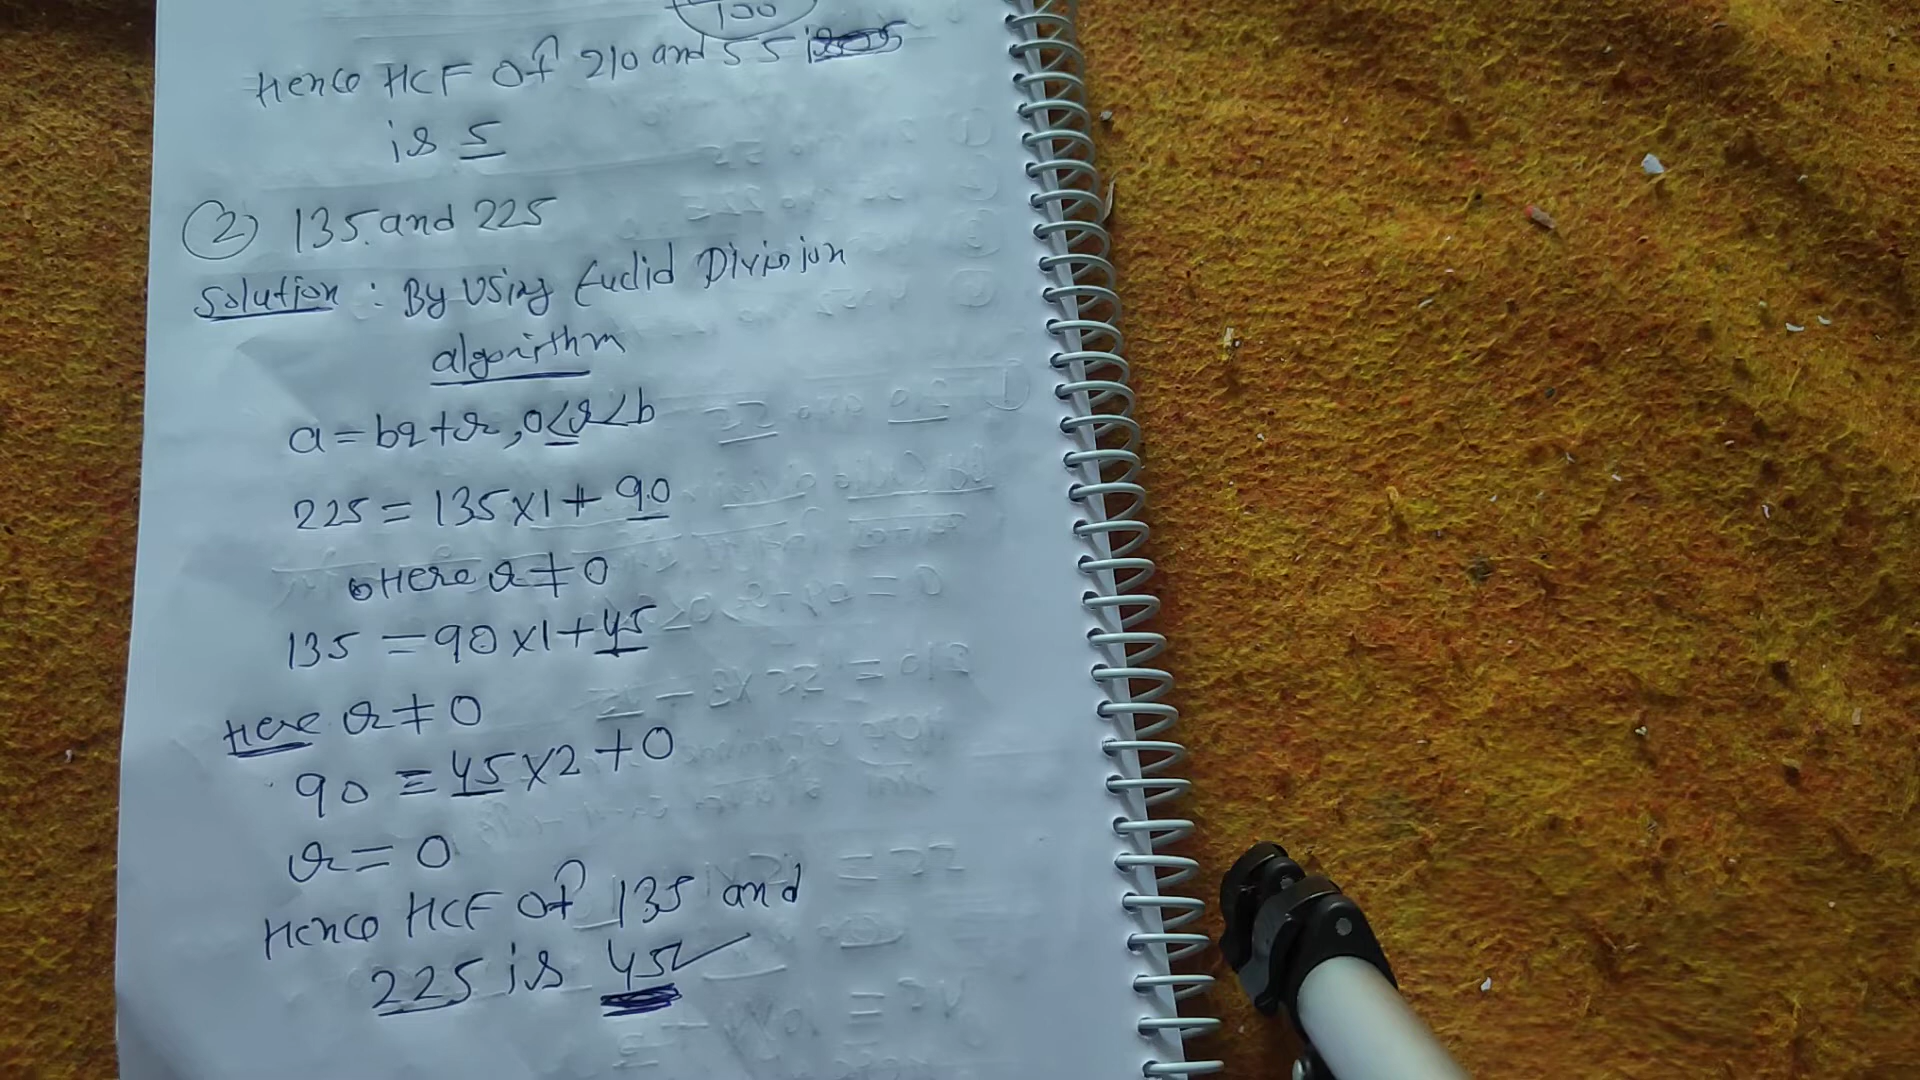 100
Hence HCF Of 210 and 55 is
is 5
② 135 and 225
Solution : By Using Euclid Division
algorithm
a = bq + r, 0 ≤ r < b
225 = 135 × 1 + 90
Here r ≠ 0
135 = 90 × 1 + 45
Here r ≠ 0
90 = 45 × 2 + 0
r = 0
Hence HCF Of 135 and
225 is 45 ✓